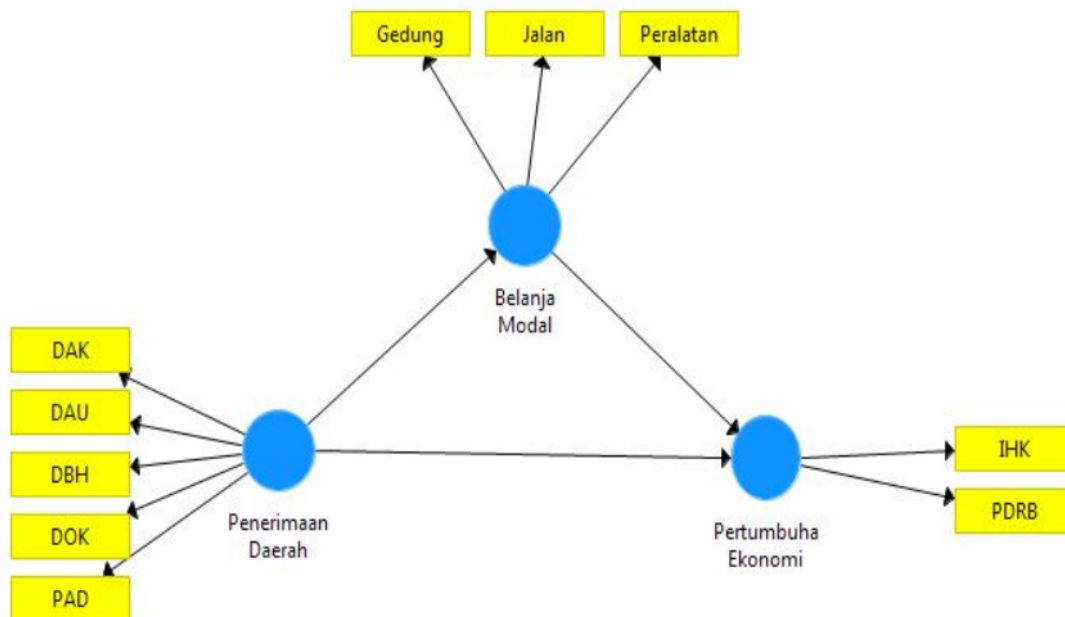 Gedung
Jalan
Peralatan
Belanja
Modal
DAK
DAU
DBH
DOK
PAD
Penerimaan
Daerah
Pertumbuha
Ekonomi
IHK
PDRB